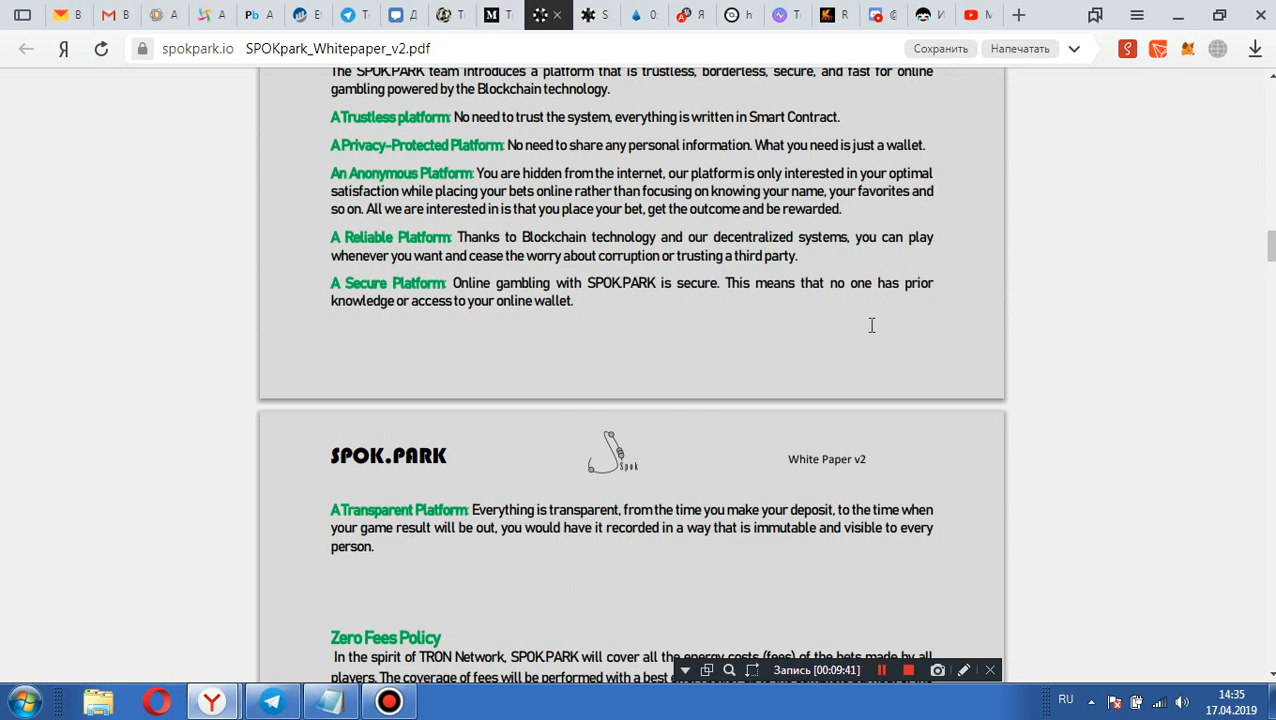 B
A
Pb A
E
Te
Д
T
M T
S
0:
Я
h
T
R
@
И
M
spokpark.io SPOKpark_Whitepaper_v2.pdf
Сохранить
Напечатать
The SPOK.PARK team introduces a platform that is trustless, borderless, secure, and fast for online
gambling powered by the Blockchain technology.
A Trustless platform: No need to trust the system, everything is written in Smart Contract.
A Privacy-Protected Platform: No need to share any personal information. What you need is just a wallet.
An Anonymous Platform: You are hidden from the internet, our platform is only interested in your optimal
satisfaction while placing your bets online rather than focusing on knowing your name, your favorites and
so on. All we are interested in is that you place your bet, get the outcome and be rewarded.
A Reliable Platform: Thanks to Blockchain technology and our decentralized systems, you can play
whenever you want and cease the worry about corruption or trusting a third party.
A Secure Platform: Online gambling with SPOK.PARK is secure. This means that no one has prior
knowledge or access to your online wallet.
SPOK.PARK
Spok
White Paper v2
A Transparent Platform: Everything is transparent, from the time you make your deposit, to the time when
your game result will be out, you would have it recorded in a way that is immutable and visible to every
person.
Zero Fees Policy
In the spirit of TRON Network, SPOK.PARK will cover all the energy costs (fees) of the bets made by all
players. The coverage of fees will be performed with a best
Запись [00:09:41]
RU
14:35
17.04.2019